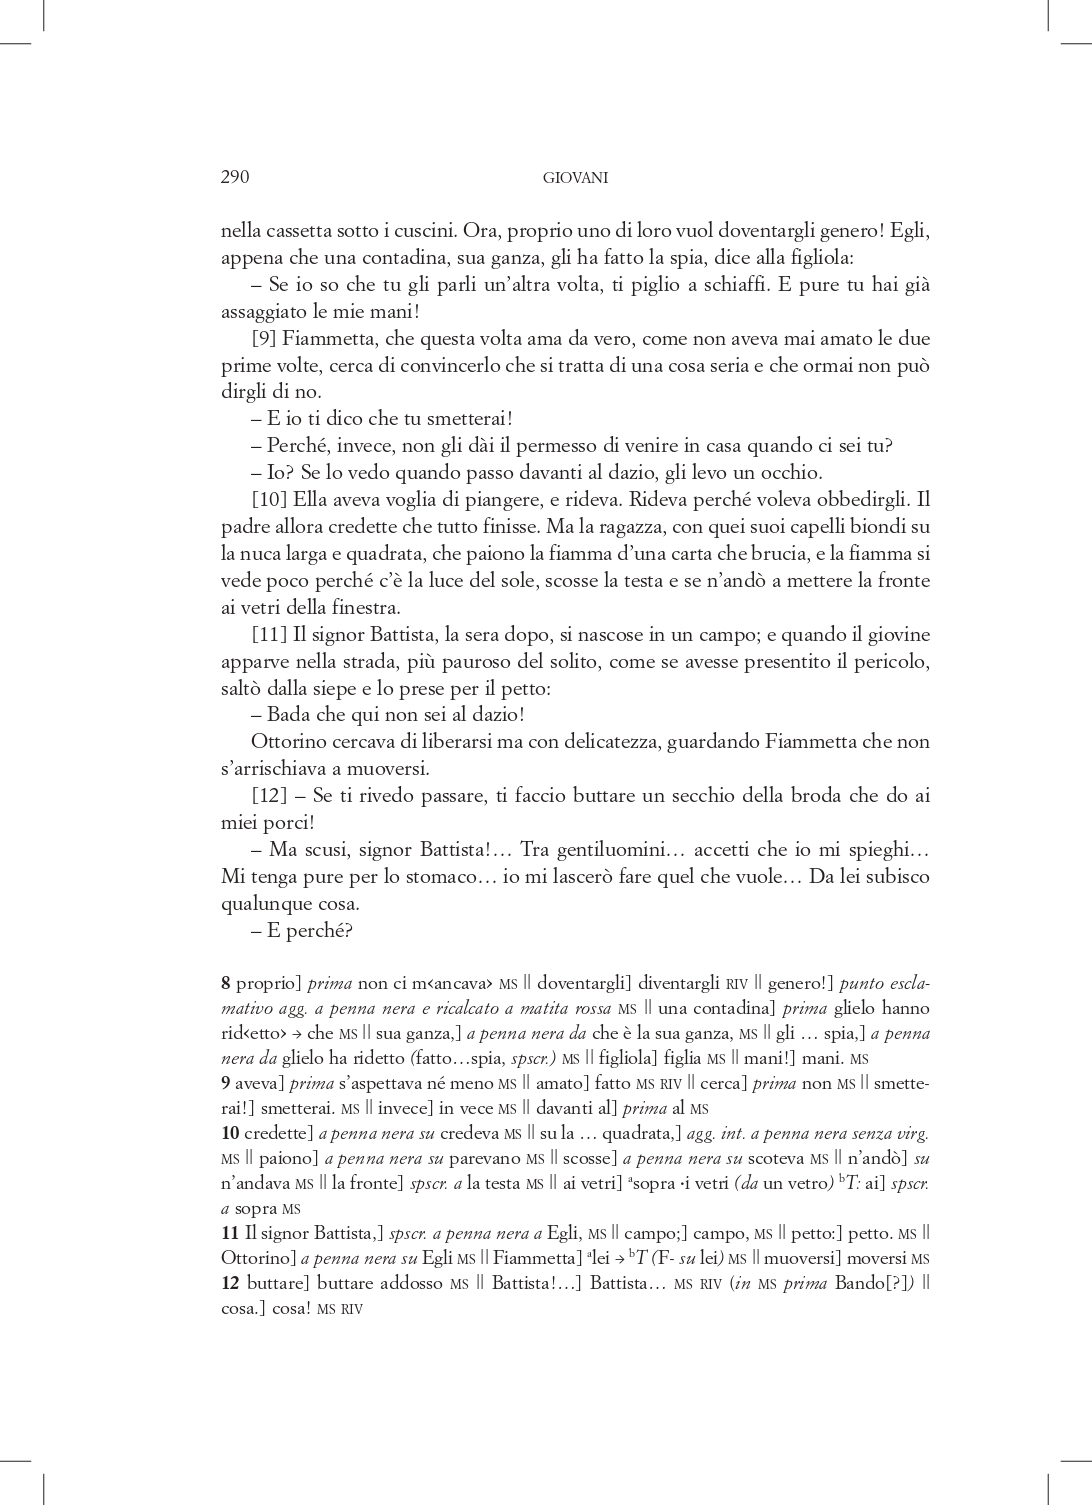 290 GIOVANI
nella cassetta sotto i cuscini. Ora, proprio uno di loro vuol doventargli genero! Egli,
appena che una contadina, sua ganza, gli ha fatto la spia, dice alla figliola:
– Se io so che tu gli parli un’altra volta, ti piglio a schiaffi. E pure tu hai già
assaggiato le mie mani!
[9] Fiammetta, che questa volta ama da vero, come non aveva mai amato le due
prime volte, cerca di convincerlo che si tratta di una cosa seria e che ormai non può
dirgli di no.
– E io ti dico che tu smetterai!
– Perché, invece, non gli dài il permesso di venire in casa quando ci sei tu?
– Io? Se lo vedo quando passo davanti al dazio, gli levo un occhio.
[10] Ella aveva voglia di piangere, e rideva. Rideva perché voleva obbedirgli. Il
padre allora credette che tutto finisse. Ma la ragazza, con quei suoi capelli biondi su
la nuca larga e quadrata, che paiono la fiamma d’una carta che brucia, e la fiamma si
vede poco perché c’è la luce del sole, scosse la testa e se n’andò a mettere la fronte
ai vetri della finestra.
[11] Il signor Battista, la sera dopo, si nascose in un campo; e quando il giovine
apparve nella strada, più pauroso del solito, come se avesse presentito il pericolo,
saltò dalla siepe e lo prese per il petto:
– Bada che qui non sei al dazio!
Ottorino cercava di liberarsi ma con delicatezza, guardando Fiammetta che non
s’arrischiava a muoversi.
[12] – Se ti rivedo passare, ti faccio buttare un secchio della broda che do ai
miei porci!
– Ma scusi, signor Battista!… Tra gentiluomini… accetti che io mi spieghi…
Mi tenga pure per lo stomaco… io mi lascerò fare quel che vuole… Da lei subisco
qualunque cosa.
– E perché?
8 proprio] prima non ci m‹ancava› MS || doventargli] diventargli RIV || genero!] punto escla-
mativo agg. a penna nera e ricalcato a matita rossa MS || una contadina] prima glielo hanno
rid‹etto› → che MS || sua ganza,] a penna nera da che è la sua ganza, MS || gli … spia,] a penna
nera da glielo ha ridetto (fatto…spia, spscr.) MS || figliola] figlia MS || mani!] mani. MS
9 aveva] prima s’aspettava né meno MS || amato] fatto MS RIV || cerca] prima non MS || smette-
rai!] smetterai. MS || invece] in vece MS || davanti al] prima al MS
10 credette] a penna nera su credeva MS || su la … quadrata,] agg. int. a penna nera senza virg.
MS || paiono] a penna nera su parevano MS || scosse] a penna nera su scoteva MS || n’andò] su
n’andava MS || la fronte] spscr. a la testa MS || ai vetri] ᵃsopra ·i vetri (da un vetro) ᵇT: ai] spscr.
a sopra MS
11 Il signor Battista,] spscr. a penna nera a Egli, MS || campo;] campo, MS || petto:] petto. MS ||
Ottorino] a penna nera su Egli MS || Fiammetta] ᵃlei → ᵇT (F- su lei) MS || muoversi] moversi MS
12 buttare] buttare addosso MS || Battista!…] Battista… MS RIV (in MS prima Bando[?]) ||
cosa.] cosa! MS RIV